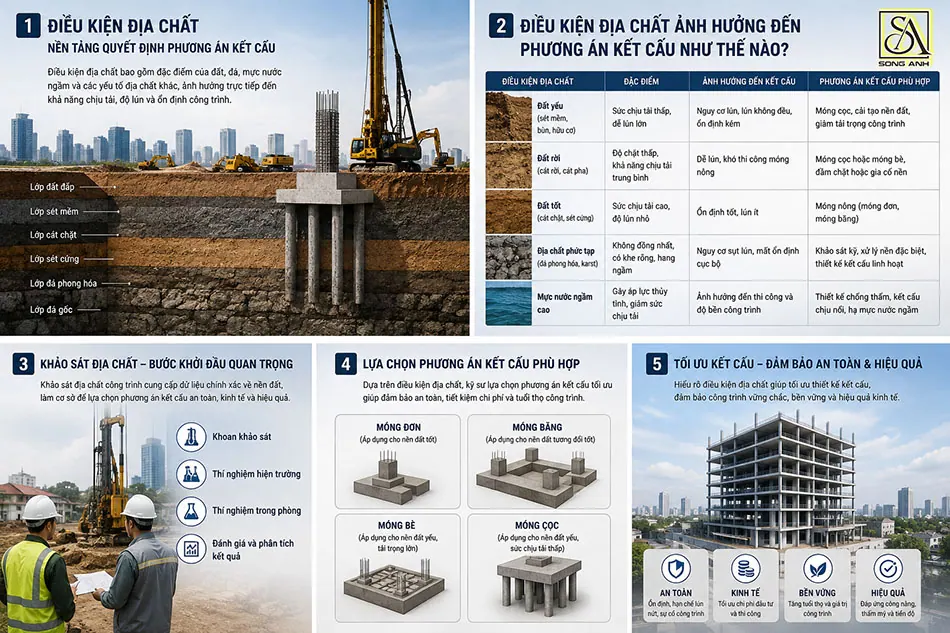 1 ĐIỀU KIỆN ĐỊA CHẤT
NỀN TẢNG QUYẾT ĐỊNH PHƯƠNG ÁN KẾT CẤU
Điều kiện địa chất bao gồm đặc điểm của đất, đá, mực nước
ngầm và các yếu tố địa chất khác, ảnh hưởng trực tiếp đến
khả năng chịu tải, độ lún và ổn định công trình.
Lớp đất đắp
Lớp sét mềm
Lớp cát chặt
Lớp sét cứng
Lớp đá phong hóa
Lớp đá gốc
2 ĐIỀU KIỆN ĐỊA CHẤT ẢNH HƯỞNG ĐẾN
PHƯƠNG ÁN KẾT CẤU NHƯ THẾ NÀO?
SA
SONG ANH
ĐIỀU KIỆN ĐỊA CHẤT ĐẶC ĐIỂM ẢNH HƯỞNG ĐẾN KẾT CẤU PHƯƠNG ÁN KẾT CẤU PHÙ HỢP
Đất yếu
(sét mềm,
bùn, hữu cơ)
Sức chịu tải thấp,
dễ lún lớn
Nguy cơ lún, lún không đều,
ổn định kém
Móng cọc, cải tạo nền đất,
giảm tải trọng công trình
Đất rời
(cát rời, cát pha)
Độ chặt thấp,
khả năng chịu tải
trung bình
Dễ lún, khó thi công móng
nông
Móng cọc hoặc móng bè,
đầm chặt hoặc gia cố nền
Đất tốt
(cát chặt, sét cứng)
Sức chịu tải cao,
độ lún nhỏ
Ổn định tốt, lún ít
Móng nông (móng đơn,
móng băng)
Địa chất phức tạp
(đá phong hóa, karst)
Không đồng nhất,
có khe rỗng, hang
ngầm
Nguy cơ sụt lún, mất ổn định
cục bộ
Khảo sát kỹ, xử lý nền đặc biệt,
thiết kế kết cấu linh hoạt
Mực nước ngầm
cao
Gây áp lực thủy
tĩnh, giảm sức
chịu tải
Ảnh hưởng đến thi công và
độ bền công trình
Thiết kế chống thấm, kết cấu
chịu nổi, hạ mực nước ngầm
3 KHẢO SÁT ĐỊA CHẤT – BƯỚC KHỞI ĐẦU QUAN TRỌNG
Khảo sát địa chất công trình cung cấp dữ liệu chính xác về nền đất,
làm cơ sở để lựa chọn phương án kết cấu an toàn, kinh tế và hiệu quả.
Khoan khảo sát
Thí nghiệm hiện trường
Thí nghiệm trong phòng
Đánh giá và phân tích
kết quả
4 LỰA CHỌN PHƯƠNG ÁN KẾT CẤU PHÙ HỢP
Dựa trên điều kiện địa chất, kỹ sư lựa chọn phương án kết cấu tối ưu
giúp đảm bảo an toàn, tiết kiệm chi phí và tuổi thọ công trình.
MÓNG ĐƠN
(Áp dụng cho nền đất tốt)
MÓNG BĂNG
(Áp dụng cho nền đất tương đối tốt)
MÓNG BÈ
(Áp dụng cho nền đất yếu,
tải trọng lớn)
MÓNG CỌC
(Áp dụng cho nền đất yếu,
sức chịu tải thấp)
5 TỐI ƯU KẾT CẤU – ĐẢM BẢO AN TOÀN & HIỆU QUẢ
Hiểu rõ điều kiện địa chất giúp tối ưu thiết kế kết cấu,
đảm bảo công trình vững chắc, bền vững và hiệu quả kinh tế.
AN TOÀN
Ổn định, hạn chế lún
nứt, sự cố công trình
KINH TẾ
Tối ưu chi phí đầu tư
và thi công
BỀN VỮNG
Tăng tuổi thọ và giá trị
công trình
HIỆU QUẢ
Đáp ứng công năng,
thẩm mỹ và tiến độ